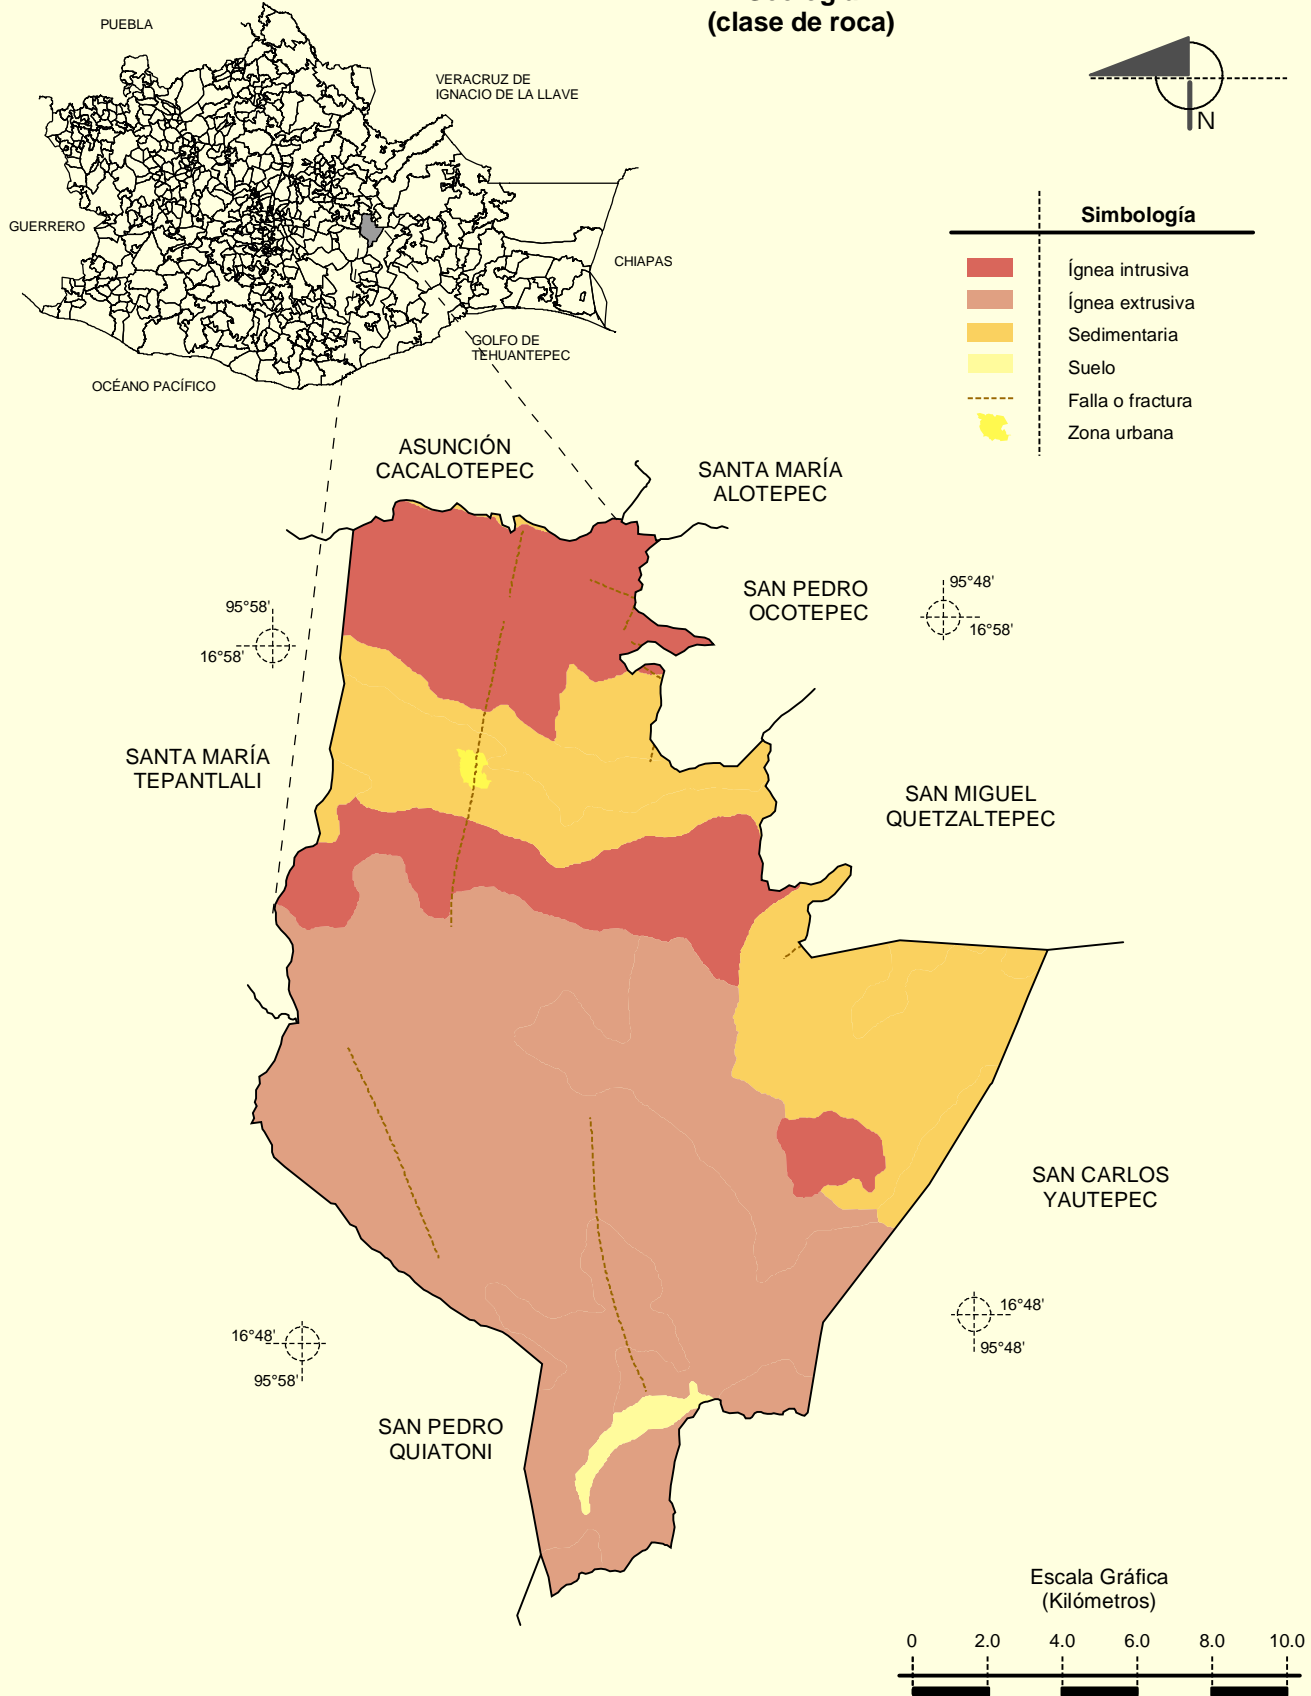 (clase de roca)
PUEBLA
VERACRUZ DE
IGNACIO DE LA LLAVE
GUERRERO
CHIAPAS
GOLFO DE
TEHUANTEPEC
OCÉANO PACÍFICO
N
Simbología
Ígnea intrusiva
Ígnea extrusiva
Sedimentaria
Suelo
Falla o fractura
Zona urbana
ASUNCIÓN
CACALOTEPEC
SANTA MARÍA
ALOTEPEC
SAN PEDRO
OCOTEPEC
95°48'
16°58'
95°58'
16°58'
SANTA MARÍA
TEPANTLALI
SAN MIGUEL
QUETZALTEPEC
SAN CARLOS
YAUTEPEC
16°48'
95°48'
16°48'
95°58'
SAN PEDRO
QUIATONI
Escala Gráfica
(Kilómetros)
0 2.0 4.0 6.0 8.0 10.0